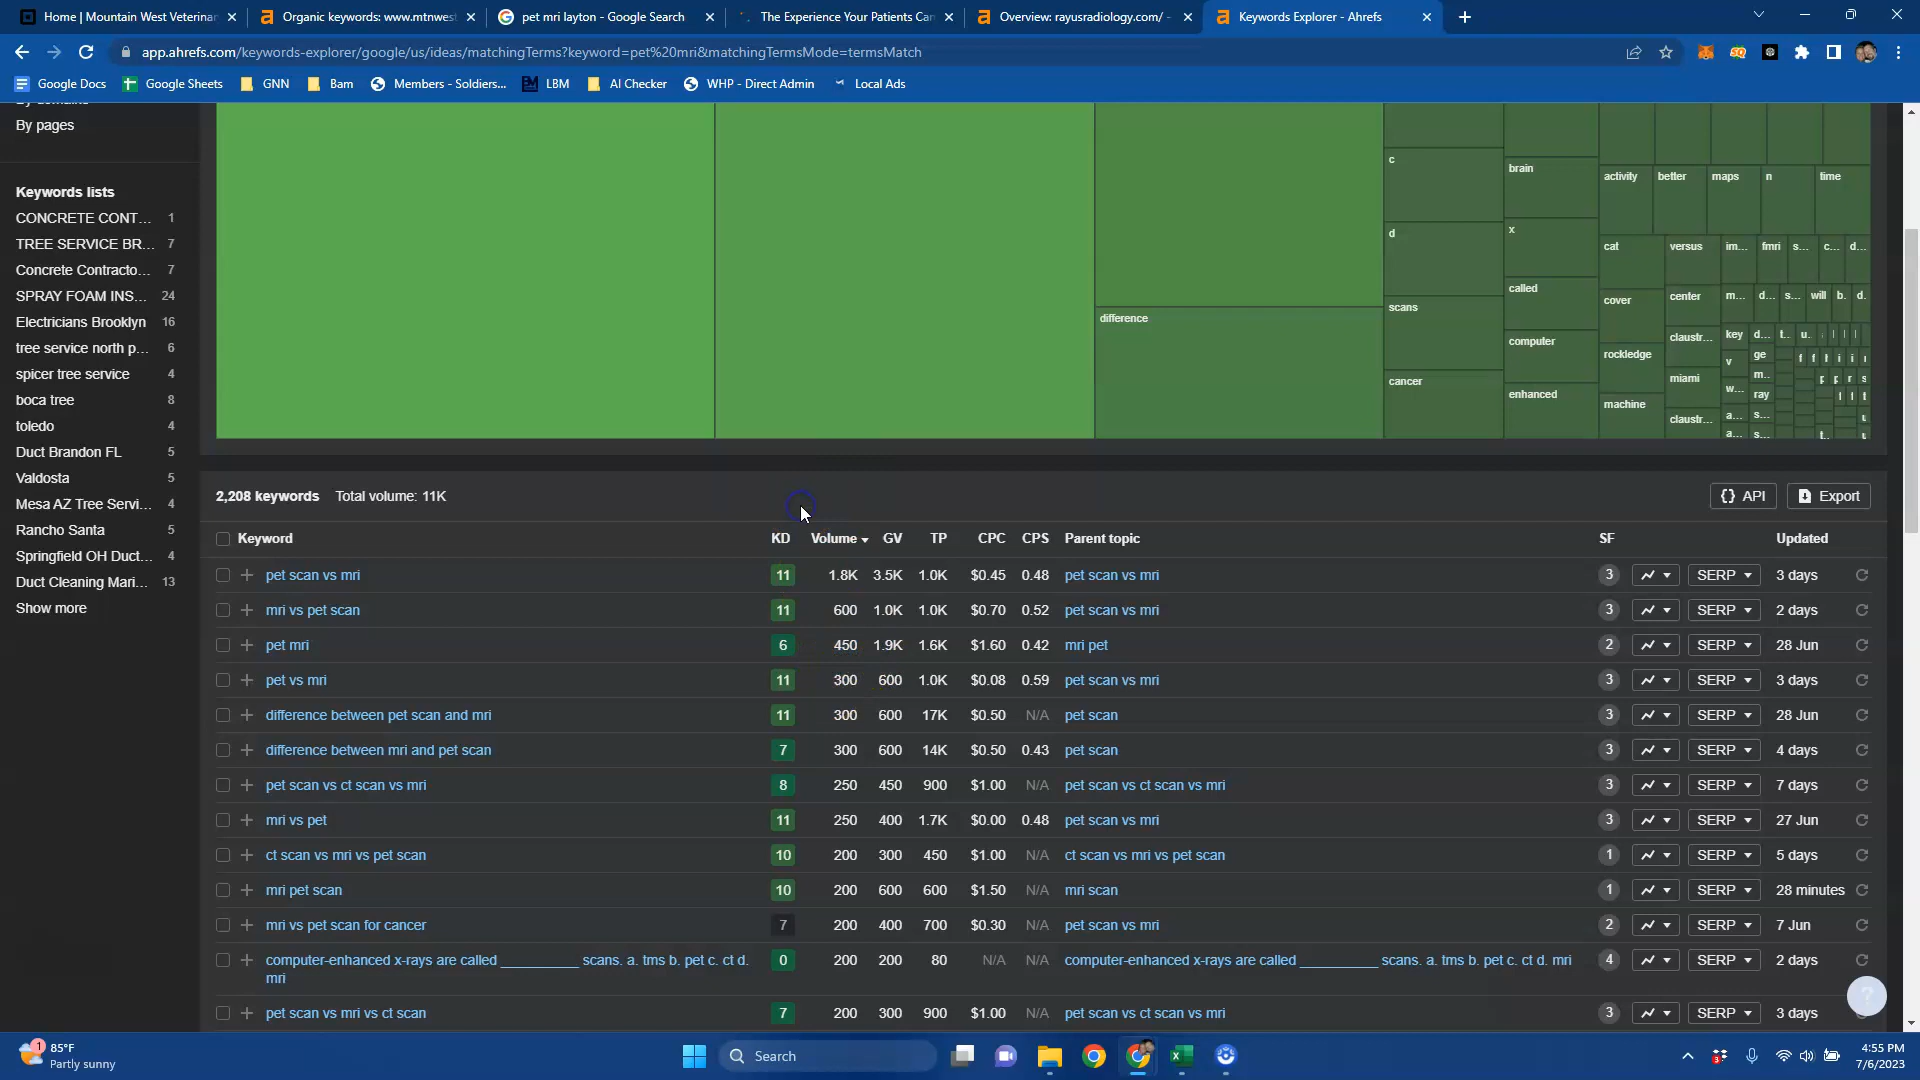 Home | Mountain West Veterinar
Organic keywords: www.mtnwest
pet mri layton - Google Search
The Experience Your Patients Can
Overview: rayusradiology.com/ -
Keywords Explorer - Ahrefs
app.ahrefs.com/keywords-explorer/google/us/ideas/matchingTerms?keyword=pet%20mri&matchingTermsMode=termsMatch
Google Docs Google Sheets GNN Bam Members - Soldiers... LBM AI Checker WHP - Direct Admin Local Ads
By pages
Keywords lists
CONCRETE CONT... 1
TREE SERVICE BR... 7
Concrete Contracto... 7
SPRAY FOAM INS... 24
Electricians Brooklyn 16
tree service north p... 6
spicer tree service 4
boca tree 8
toledo 4
Duct Brandon FL 5
Valdosta 5
Mesa AZ Tree Servi... 4
Rancho Santa 5
Springfield OH Duct... 4
Duct Cleaning Mari... 13
Show more
difference
c
d
scans
cancer
brain
x
called
computer
enhanced
activity better maps n time
cat versus im... fmri s... c... d...
cover center m... d... s... will b. d.
rockledge claustr... key d... t.. u.
machine miami v ge
claustr... w... m...
a... ray
a... s...
2,208 keywords Total volume: 11K API Export
Keyword KD Volume GV TP CPC CPS Parent topic SF Updated
pet scan vs mri 11 1.8K 3.5K 1.0K $0.45 0.48 pet scan vs mri 3 SERP 3 days
mri vs pet scan 11 600 1.0K 1.0K $0.70 0.52 pet scan vs mri 3 SERP 2 days
pet mri 6 450 1.9K 1.6K $1.60 0.42 mri pet 2 SERP 28 Jun
pet vs mri 11 300 600 1.0K $0.08 0.59 pet scan vs mri 3 SERP 3 days
difference between pet scan and mri 11 300 600 17K $0.50 N/A pet scan 3 SERP 28 Jun
difference between mri and pet scan 7 300 600 14K $0.50 0.43 pet scan 3 SERP 4 days
pet scan vs ct scan vs mri 8 250 450 900 $1.00 N/A pet scan vs ct scan vs mri 3 SERP 7 days
mri vs pet 11 250 400 1.7K $0.00 0.48 pet scan vs mri 3 SERP 27 Jun
ct scan vs mri vs pet scan 10 200 300 450 $1.00 N/A ct scan vs mri vs pet scan 1 SERP 5 days
mri pet scan 10 200 600 600 $1.50 N/A mri scan 1 SERP 28 minutes
mri vs pet scan for cancer 7 200 400 700 $0.30 N/A pet scan vs mri 2 SERP 7 Jun
computer-enhanced x-rays are called __________ scans. a. tms b. pet c. ct d. 0 200 200 80 N/A N/A computer-enhanced x-rays are called __________ scans. a. tms b. pet c. ct d. mri 4 SERP 2 days
mri
pet scan vs mri vs ct scan 7 200 300 900 $1.00 N/A pet scan vs ct scan vs mri 3 SERP 3 days
?
1 85°F
Partly sunny
Search
4:55 PM
7/6/2023